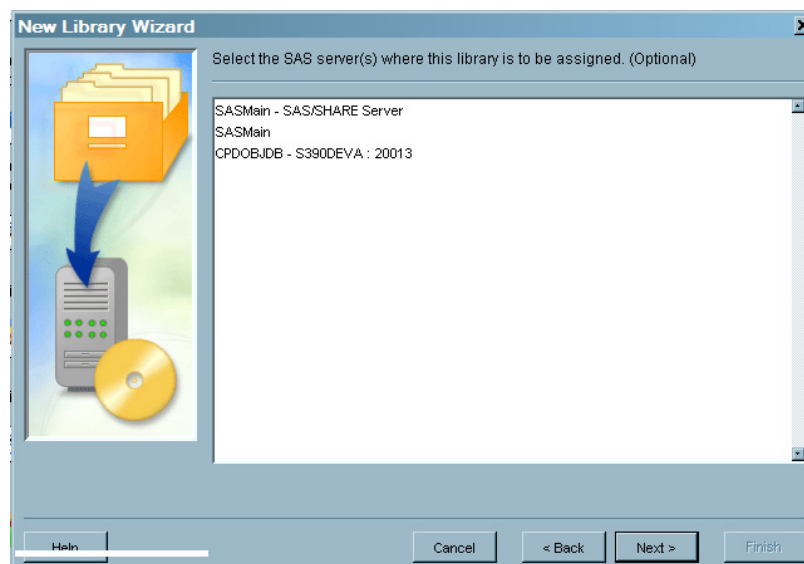 New Library Wizard
Select the SAS server(s) where this library is to be assigned. (Optional)
SASMain - SAS/SHARE Server
SASMain
CPDOBJDB - S390DEVA : 20013
Help
Cancel
< Back
Next >
Finish